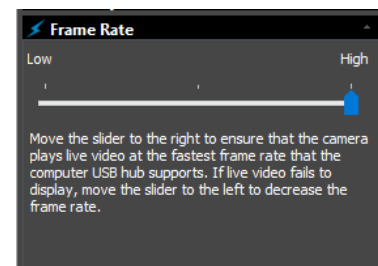 Frame Rate
Low High
Move the slider to the right to ensure that the camera
plays live video at the fastest frame rate that the
computer USB hub supports. If live video fails to
display, move the slider to the left to decrease the
frame rate.